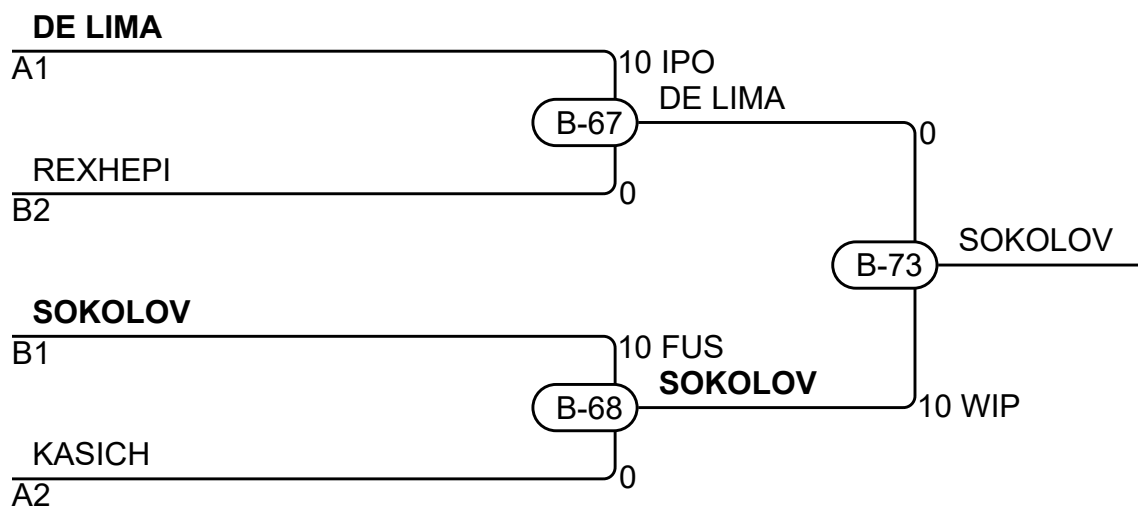 DE LIMA
A1
10 IPO
DE LIMA
B-67
0
REXHEPI
0
B2
SOKOLOV
B-73
SOKOLOV
B1
10 FUS
SOKOLOV
B-68
10 WIP
KASICH
0
A2